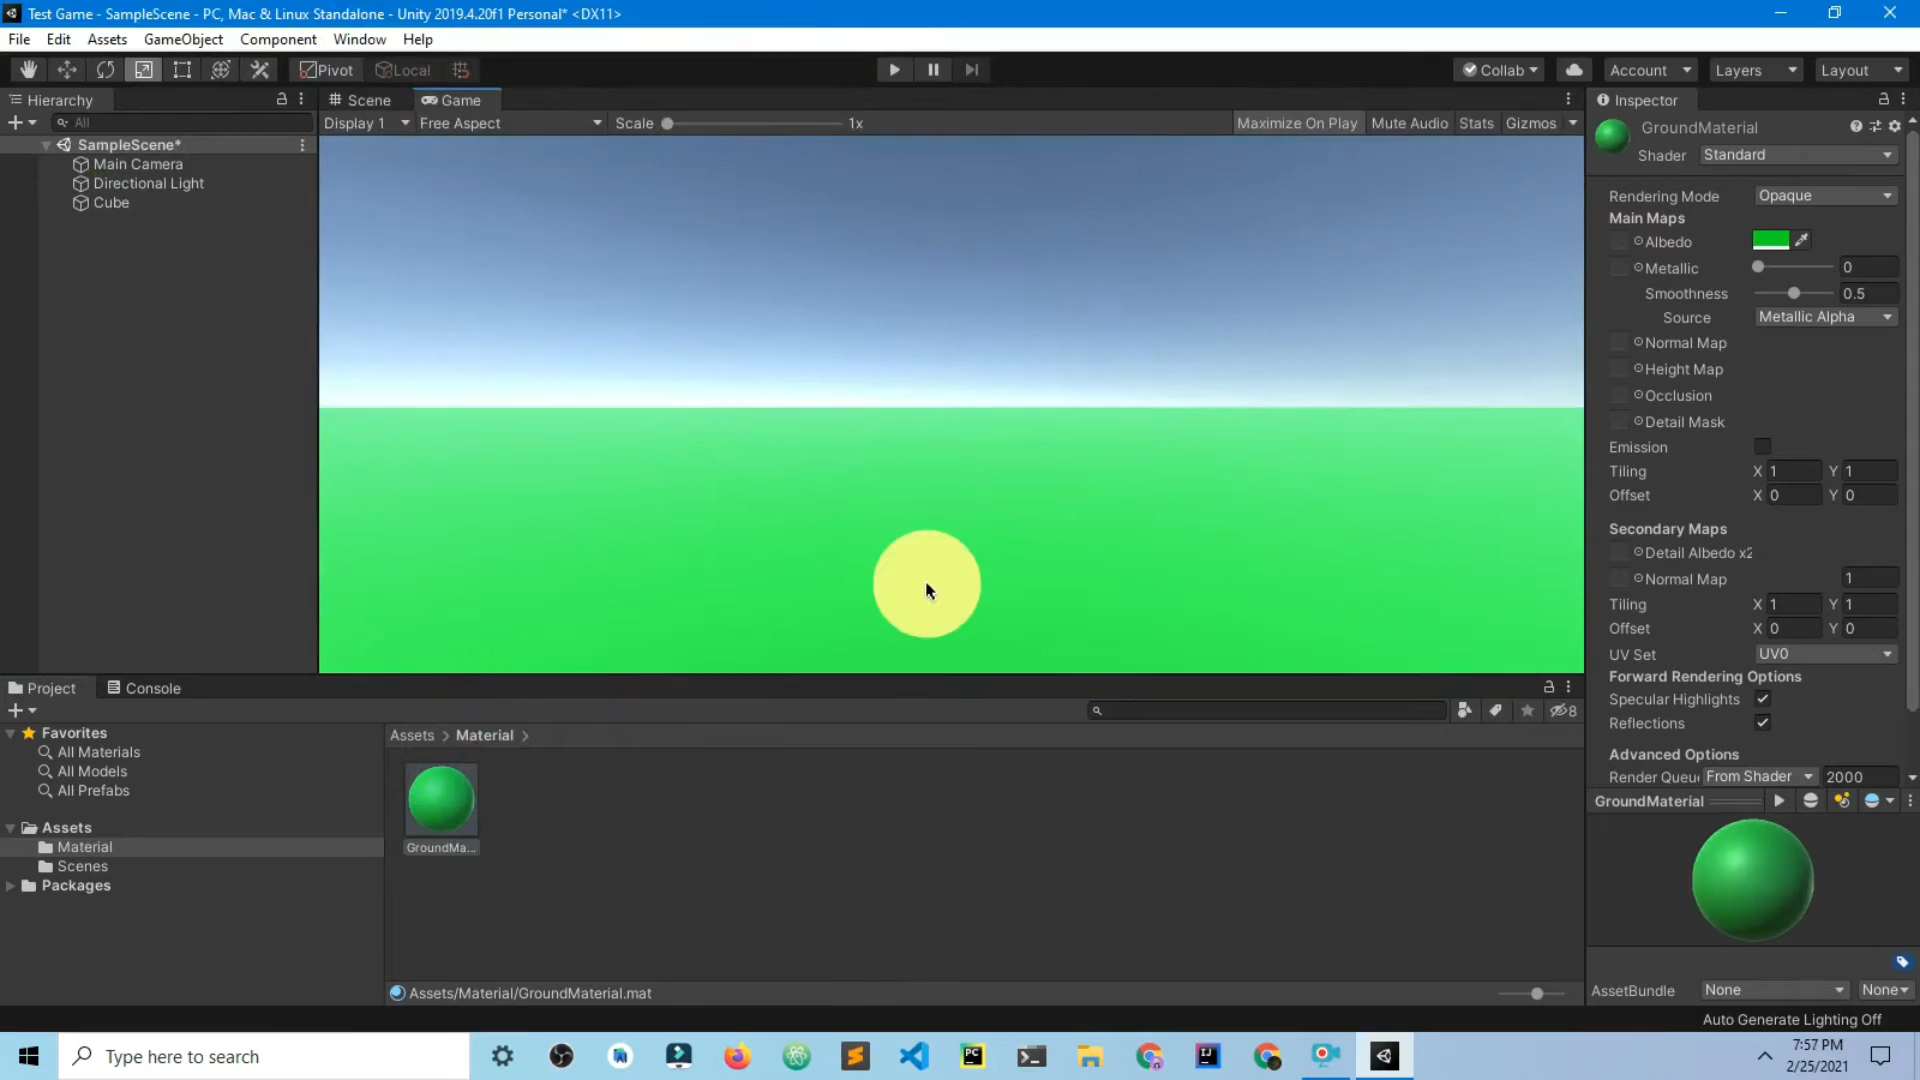 Test Game - SampleScene - PC, Mac & Linux Standalone - Unity 2019.4.20f1 Personal* <DX11>
File Edit Assets GameObject Component Window Help
Pivot Local Collab Account Layers Layout
Hierarchy
All
SampleScene*
Main Camera
Directional Light
Cube
Scene Game
Display 1 Free Aspect Scale 1x Maximize On Play Mute Audio Stats Gizmos
Inspector
GroundMaterial
Shader Standard
Rendering Mode Opaque
Main Maps
Albedo
Metallic 0
Smoothness 0.5
Source Metallic Alpha
Normal Map
Height Map
Occlusion
Detail Mask
Emission
Tiling X 1 Y 1
Offset X 0 Y 0
Secondary Maps
Detail Albedo x2
Normal Map 1
Tiling X 1 Y 1
Offset X 0 Y 0
UV Set UV0
Forward Rendering Options
Specular Highlights
Reflections
Advanced Options
Render Queu From Shader 2000
GroundMaterial
AssetBundle None None
Auto Generate Lighting Off
Project Console
8
Favorites
All Materials
All Models
All Prefabs
Assets
Material
Scenes
Packages
Assets > Material >
GroundMa...
Assets/Material/GroundMaterial.mat
Type here to search
PC
IJ
7:57 PM
2/25/2021